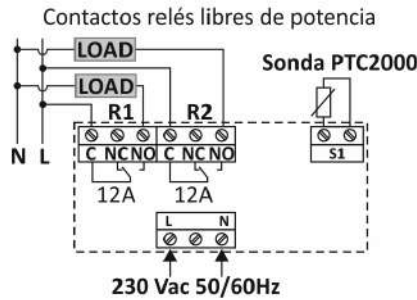 Contactos relés libres de potencia
LOAD
LOAD
Sonda PTC2000
R1 R2
N L
C NC NO C NC NO
S1
12A 12A
L N
230 Vac 50/60Hz